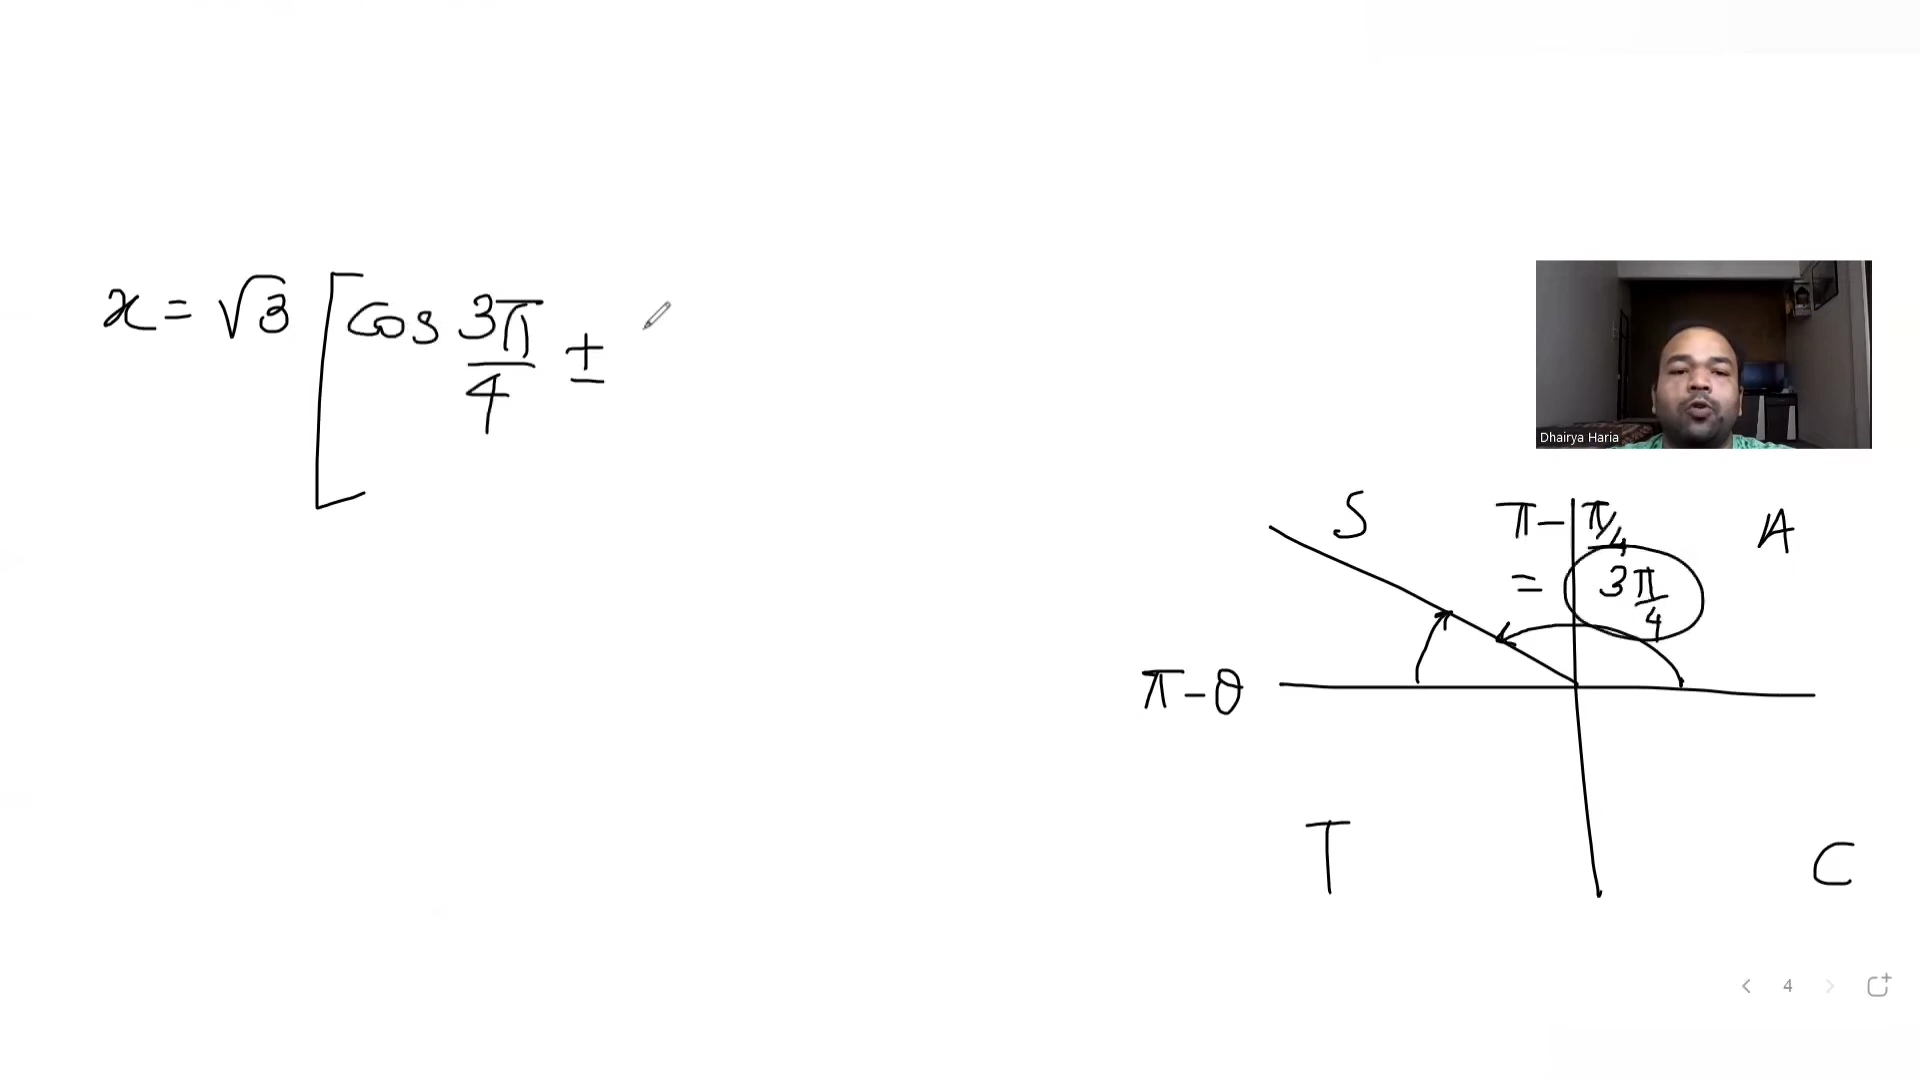 x = √3 [ cos 3π/4 ±
Dhairya Haria
S
π - π/4
A
= 3π/4
π - θ
T
C
4